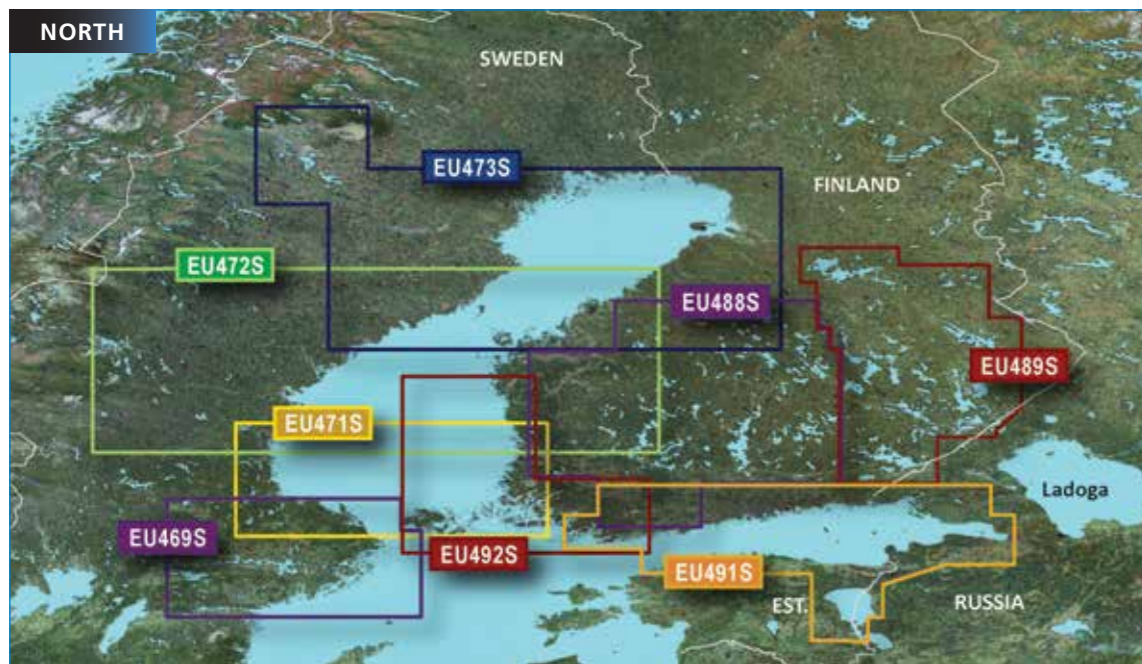 NORTH
SWEDEN
EU473S
FINLAND
EU472S
EU488S
EU489S
EU471S
Ladoga
EU469S
EU492S
EU491S
EST.
RUSSIA